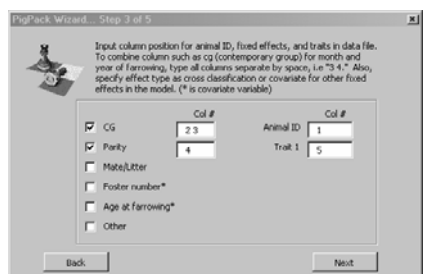 PigPack Wizard... Step 3 of 5
Input column position for animal ID, fixed effects, and traits in data file.
To combine column such as cg (contemporary group) for month and
year of farrowing, type all columns separate by space, i.e "3 4." Also,
specify effect type as cross classification or covariate for other fixed
effects in the model. (* is covariate variable)
Col # Col #
CG 2 3 Animal ID 1
Parity 4 Trait 1 5
Mate/Litter
Foster number*
Age at farrowing*
Other
Back Next